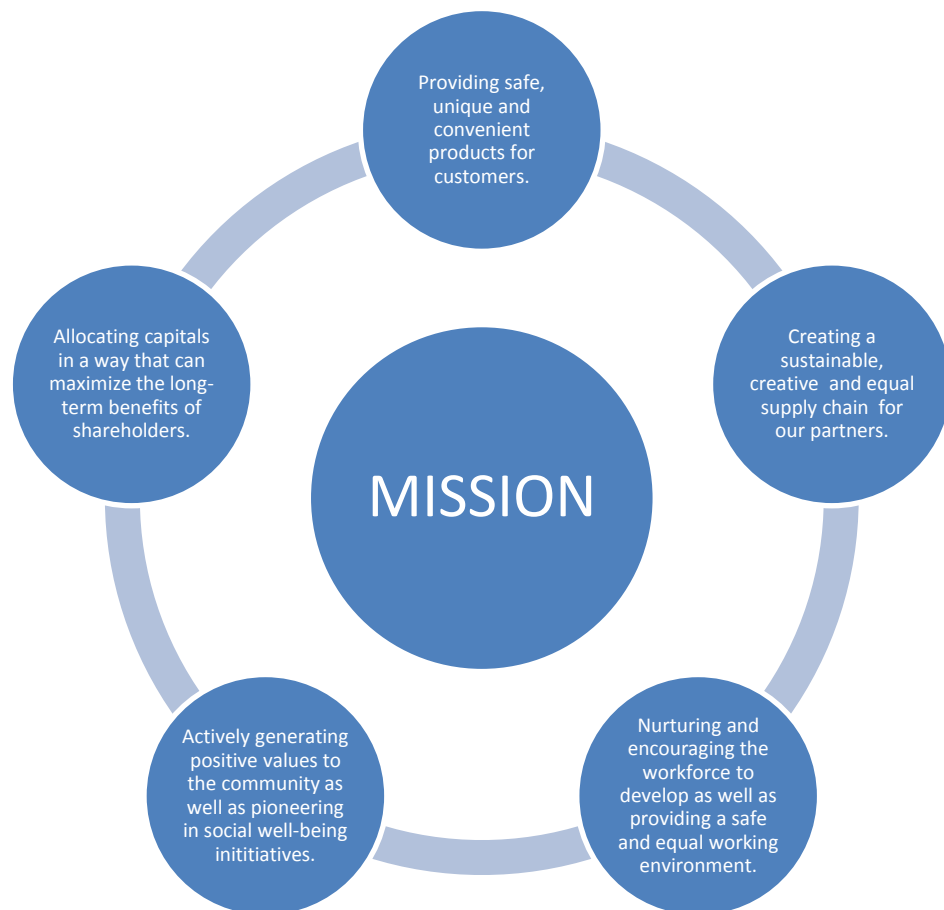 Providing safe,
unique and
convenient
products for
customers.
Allocating capitals
in a way that can
maximize the long-
term benefits of
shareholders.
Creating a
sustainable,
creative and equal
supply chain for
our partners.
MISSION
Actively generating
positive values to
the community as
well as pioneering
in social well-being
inititiatives.
Nurturing and
encouraging the
workforce to
develop as well as
providing a safe
and equal working
environment.